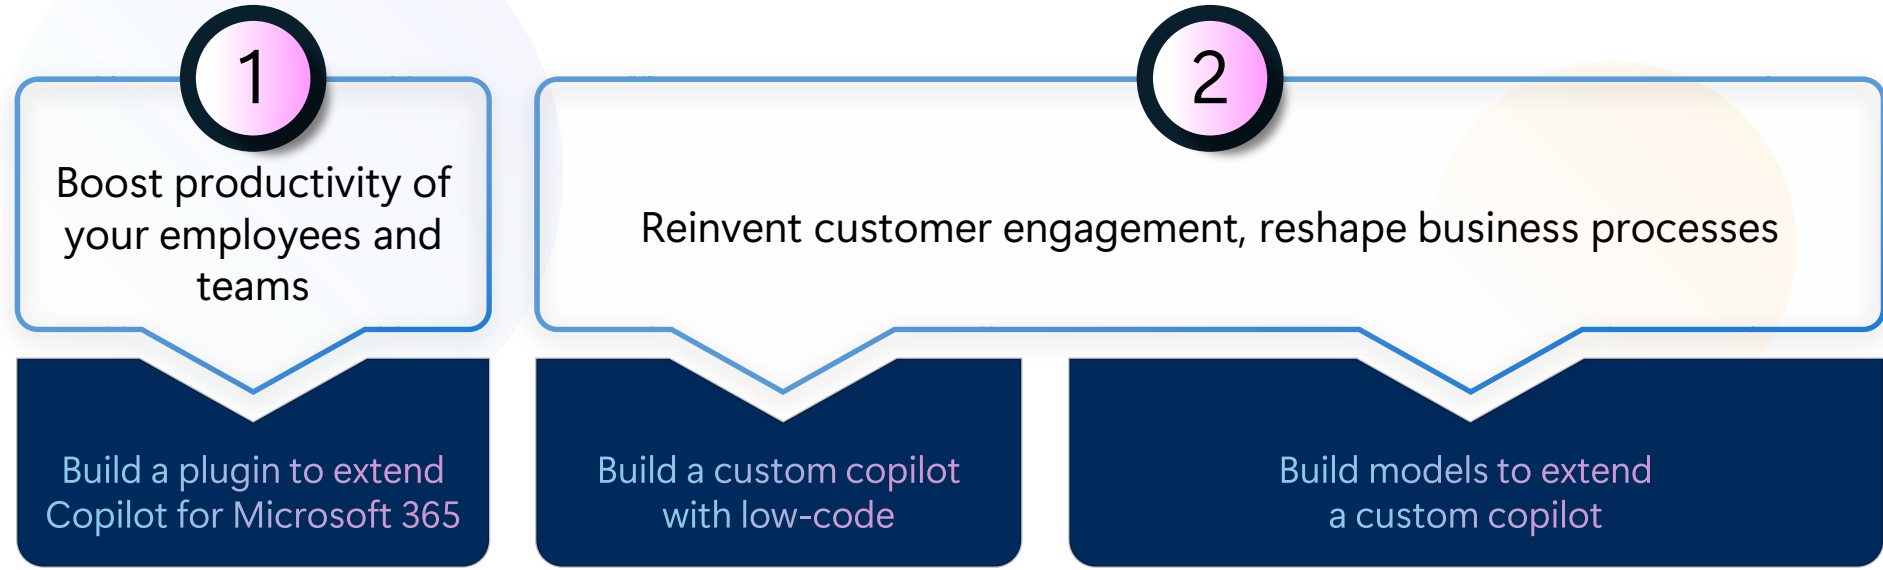 1
Boost productivity of
your employees and
teams
2
Reinvent customer engagement, reshape business processes
Build a plugin to extend
Copilot for Microsoft 365
Build a custom copilot
with low-code
Build models to extend
a custom copilot